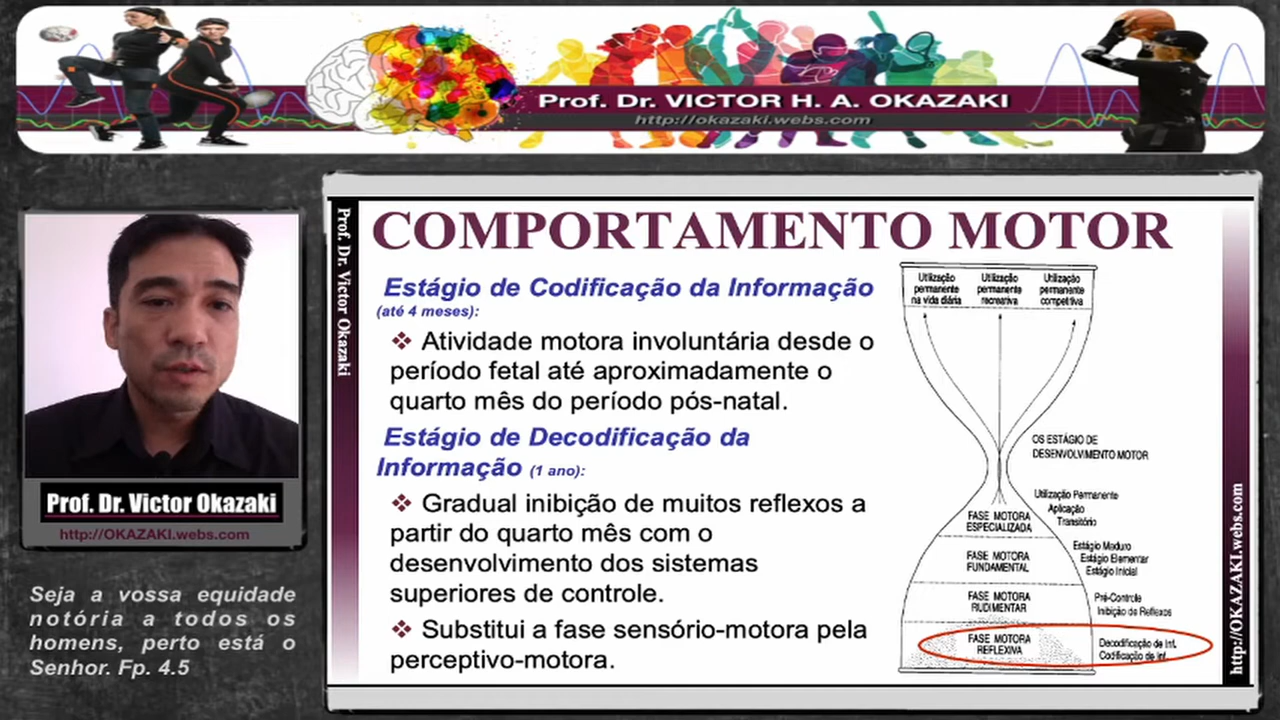 Prof. Dr. VICTOR H. A. OKAZAKI
http://okazaki.webs.com
Prof. Dr. Victor Okazaki
http://OKAZAKI.webs.com
Seja a vossa equidade
notória a todos os
homens, perto está o
Senhor. Fp. 4.5
Prof. Dr. Victor Okazaki
COMPORTAMENTO MOTOR
Estágio de Codificação da Informação
(até 4 meses):
❖ Atividade motora involuntária desde o
período fetal até aproximadamente o
quarto mês do período pós-natal.
Estágio de Decodificação da
Informação (1 ano):
❖ Gradual inibição de muitos reflexos a
partir do quarto mês com o
desenvolvimento dos sistemas
superiores de controle.
❖ Substitui a fase sensório-motora pela
perceptivo-motora.
Utilização
permanente
na vida diária
Utilização
permanente
recreativa
Utilização
permanente
competitiva
OS ESTÁGIO DE
DESENVOLVIMENTO MOTOR
FASE MOTORA
ESPECIALIZADA
Utilização Permanente
Aplicação
Transitório
FASE MOTORA
FUNDAMENTAL
Estágio Maduro
Estágio Elementar
Estágio Inicial
FASE MOTORA
RUDIMENTAR
Pré-Controle
Inibição de Reflexos
FASE MOTORA
REFLEXIVA
Decodificação de Inf.
Codificação de Inf.
http://OKAZAKI.webs.com